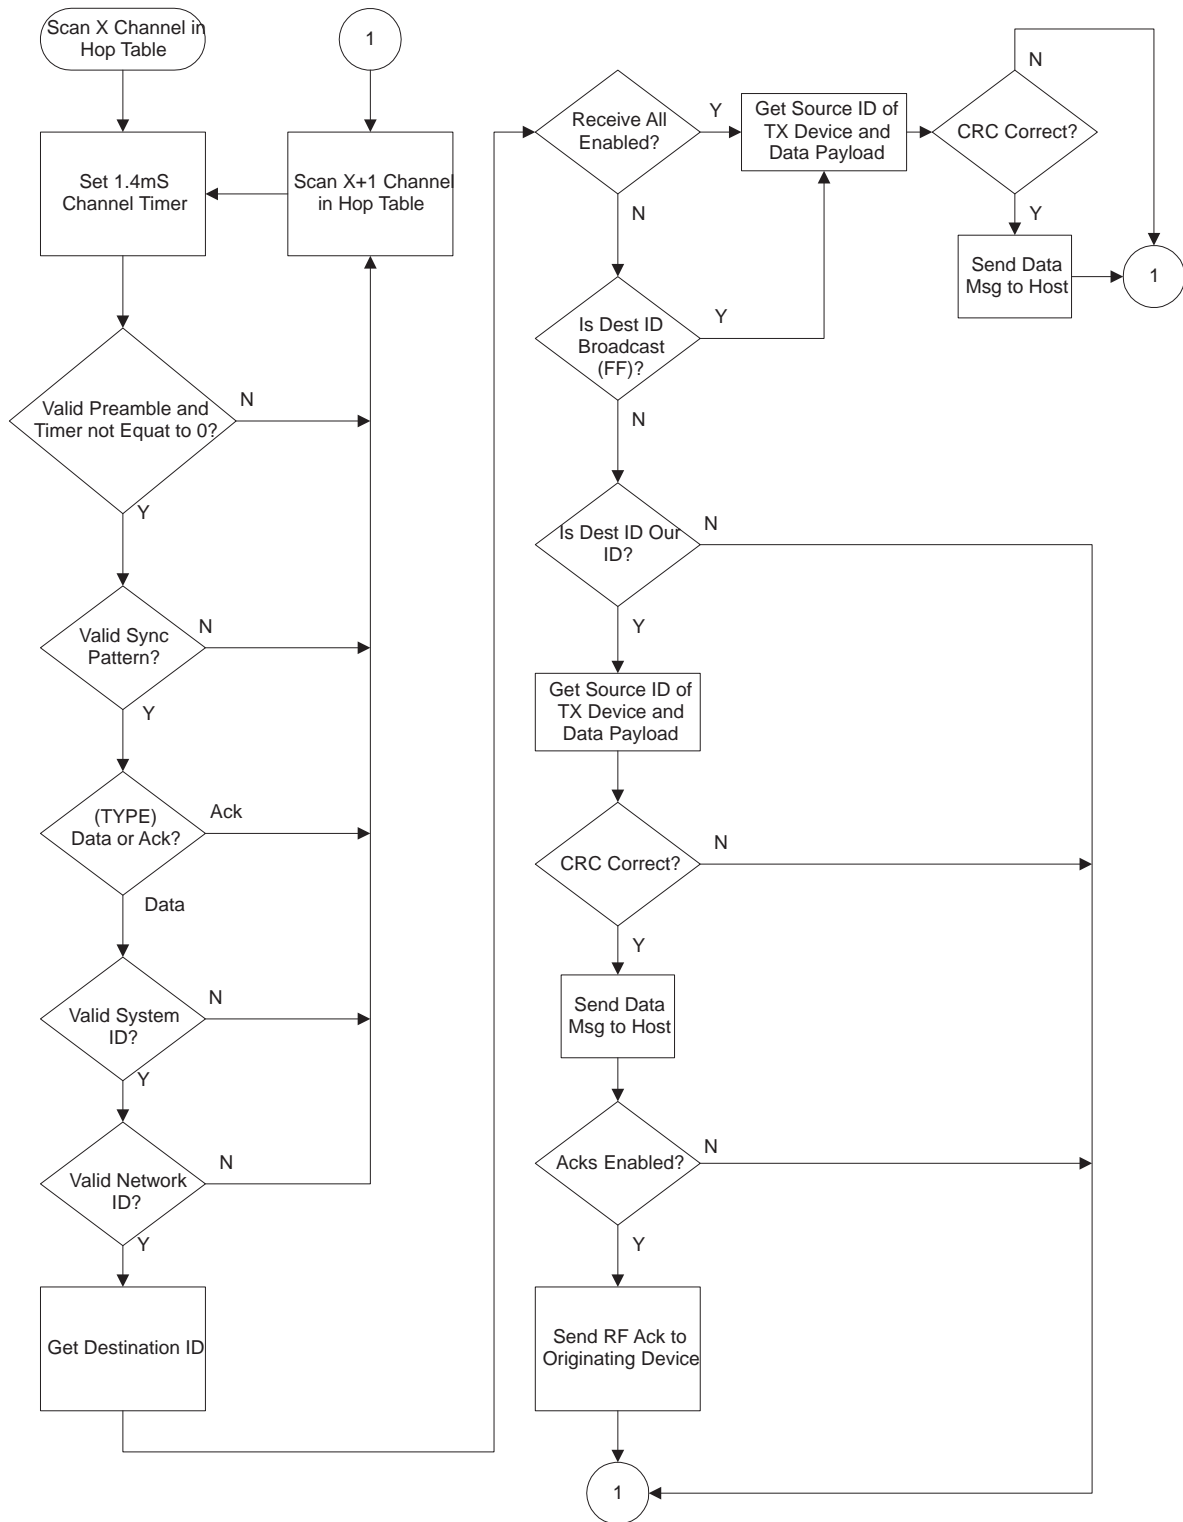 Scan X Channel in
Hop Table
1
Set 1.4mS
Channel Timer
Scan X+1 Channel
in Hop Table
Valid Preamble and
Timer not Equat to 0?
N
Y
Valid Sync
Pattern?
N
Y
(TYPE)
Data or Ack?
Ack
Data
Valid System
ID?
N
Y
Valid Network
ID?
N
Y
Get Destination ID
Receive All
Enabled?
Y
N
Get Source ID of
TX Device and
Data Payload
CRC Correct?
N
Y
Send Data
Msg to Host
1
Is Dest ID
Broadcast
(FF)?
Y
N
Is Dest ID Our
ID?
N
Y
Get Source ID of
TX Device and
Data Payload
CRC Correct?
N
Y
Send Data
Msg to Host
Acks Enabled?
N
Y
Send RF Ack to
Originating Device
1